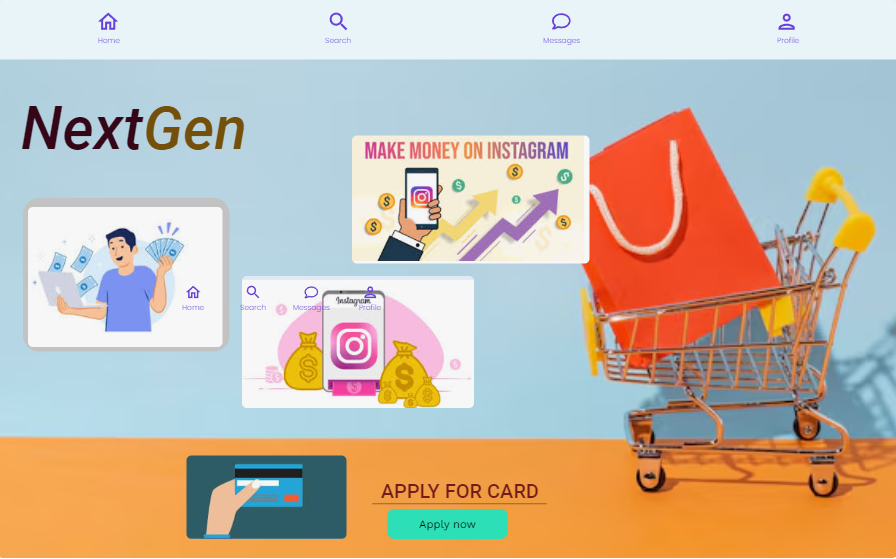 Home
Search
Messages
Profile
NextGen
MAKE MONEY ON INSTAGRAM
Home
Search
Messages
Profile
Instagram
APPLY FOR CARD
Apply now